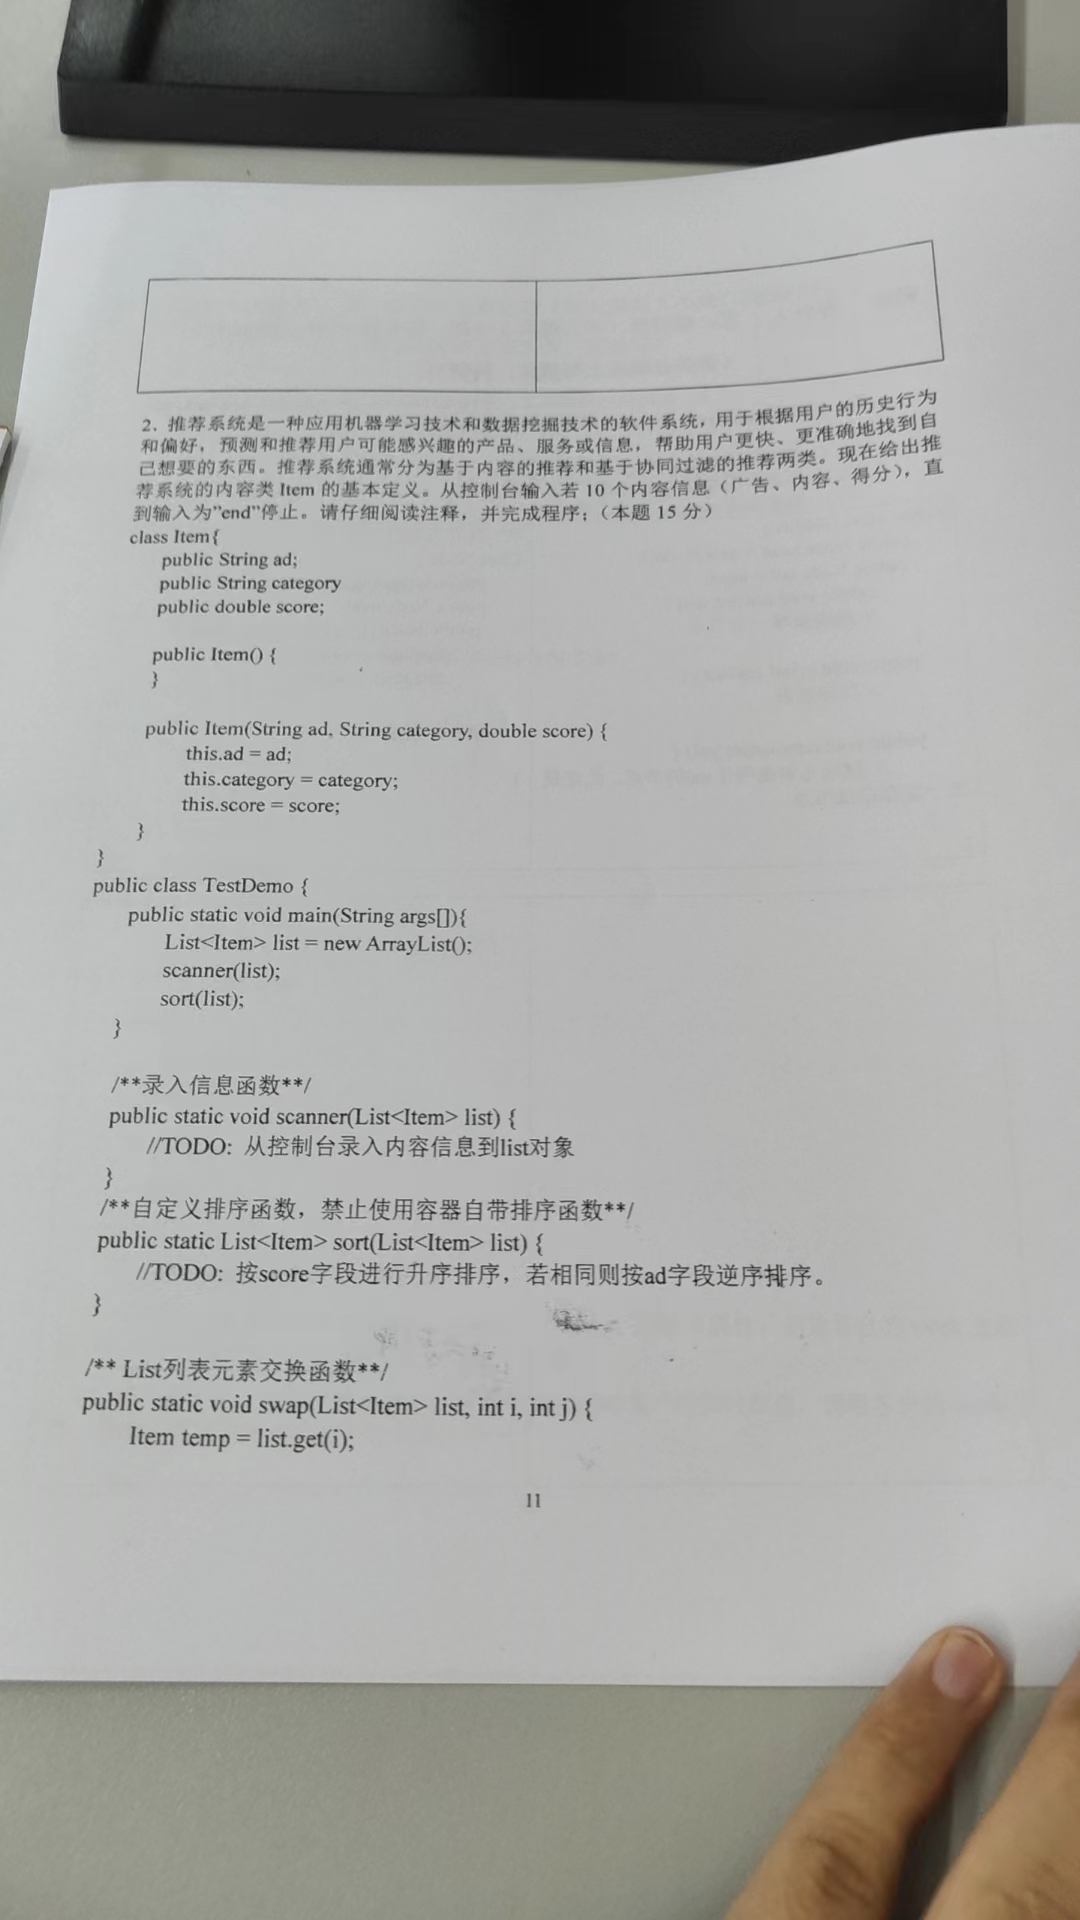 2、推荐系统是一种应用机器学习技术和数据挖掘技术的软件系统，用于根据用户的历史行为
和偏好，预测和推荐用户可能感兴趣的产品、服务或信息，帮助用户更快、更准确地找到自
己想要的东西。推荐系统通常分为基于内容的推荐和基于协同过滤的推荐两类。现在给出推
荐系统的内容类 Item 的基本定义。从控制台输入若 10 个内容信息（广告、内容、得分），直
到输入为"end"停止。请仔细阅读注释，并完成程序；（本题 15 分）
class Item{
public String ad;
public String category
public double score;
public Item() {
}
public Item(String ad, String category, double score) {
this.ad = ad;
this.category = category;
this.score = score;
}
}
public class TestDemo {
public static void main(String args[]){
List<Item> list = new ArrayList();
scanner(list);
sort(list);
}
/**录入信息函数**/
public static void scanner(List<Item> list) {
//TODO: 从控制台录入内容信息到list对象
}
/**自定义排序函数，禁止使用容器自带排序函数**/
public static List<Item> sort(List<Item> list) {
//TODO: 按score字段进行升序排序，若相同则按ad字段逆序排序。
}
/** List列表元素交换函数**/
public static void swap(List<Item> list, int i, int j) {
Item temp = list.get(i);
11